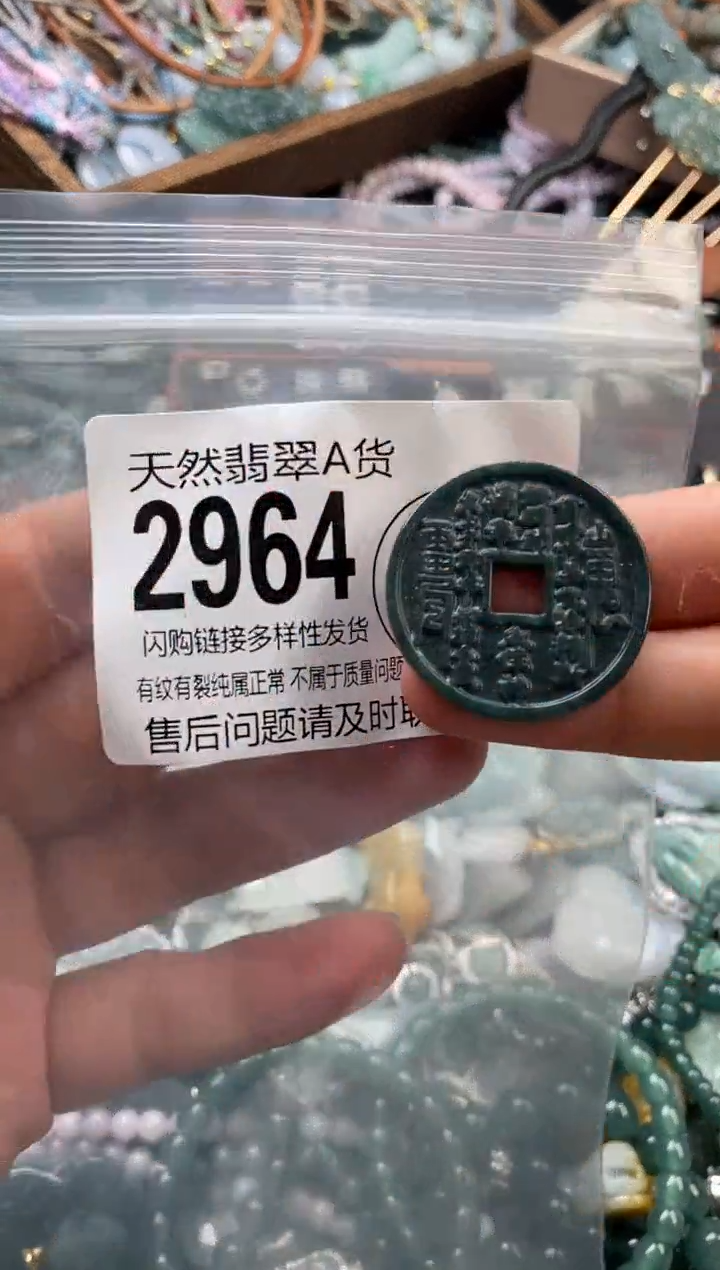 天然翡翠A货
2964
闪购链接多样性发货
有纹有裂纯属正常 不属于质量问题
售后问题请及时联